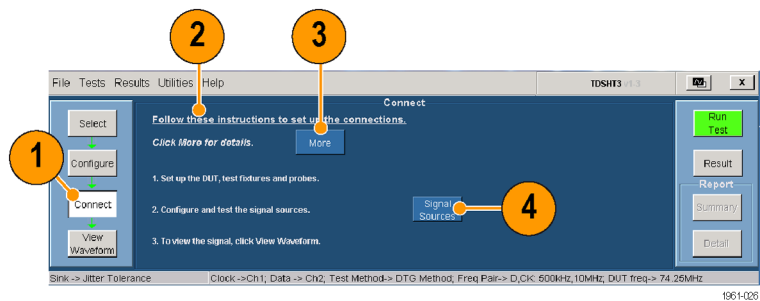 2
3
File Tests Results Utilities Help
TDSHT3 v1.3
X
Connect
Select
Follow these instructions to set up the connections.
Run
Test
Click More for details.
More
1
Configure
Result
1. Set up the DUT, test fixtures and probes.
Report
Connect
2. Configure and test the signal sources.
Signal
Sources
4
Summary
View
Waveform
3. To view the signal, click View Waveform.
Detail
Sink -> Jitter Tolerance
Clock ->Ch1; Data -> Ch2; Test Method-> DTG Method; Freq Pair-> D,CK: 500kHz,10MHz; DUT freq-> 74.25MHz
1961-026